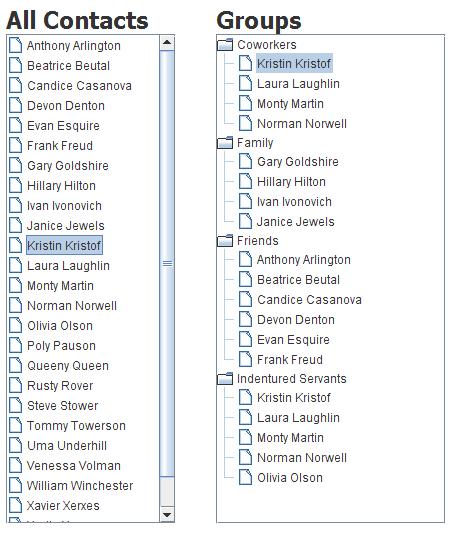 All Contacts
Anthony Arlington
Beatrice Beutal
Candice Casanova
Devon Denton
Evan Esquire
Frank Freud
Gary Goldshire
Hillary Hilton
Ivan Ivonovich
Janice Jewels
Kristin Kristof
Laura Laughlin
Monty Martin
Norman Norwell
Olivia Olson
Poly Pauson
Queeny Queen
Rusty Rover
Steve Stower
Tommy Towerson
Uma Underhill
Venessa Volman
William Winchester
Xavier Xerxes
Groups
Coworkers
Kristin Kristof
Laura Laughlin
Monty Martin
Norman Norwell
Family
Gary Goldshire
Hillary Hilton
Ivan Ivonovich
Janice Jewels
Friends
Anthony Arlington
Beatrice Beutal
Candice Casanova
Devon Denton
Evan Esquire
Frank Freud
Indentured Servants
Kristin Kristof
Laura Laughlin
Monty Martin
Norman Norwell
Olivia Olson